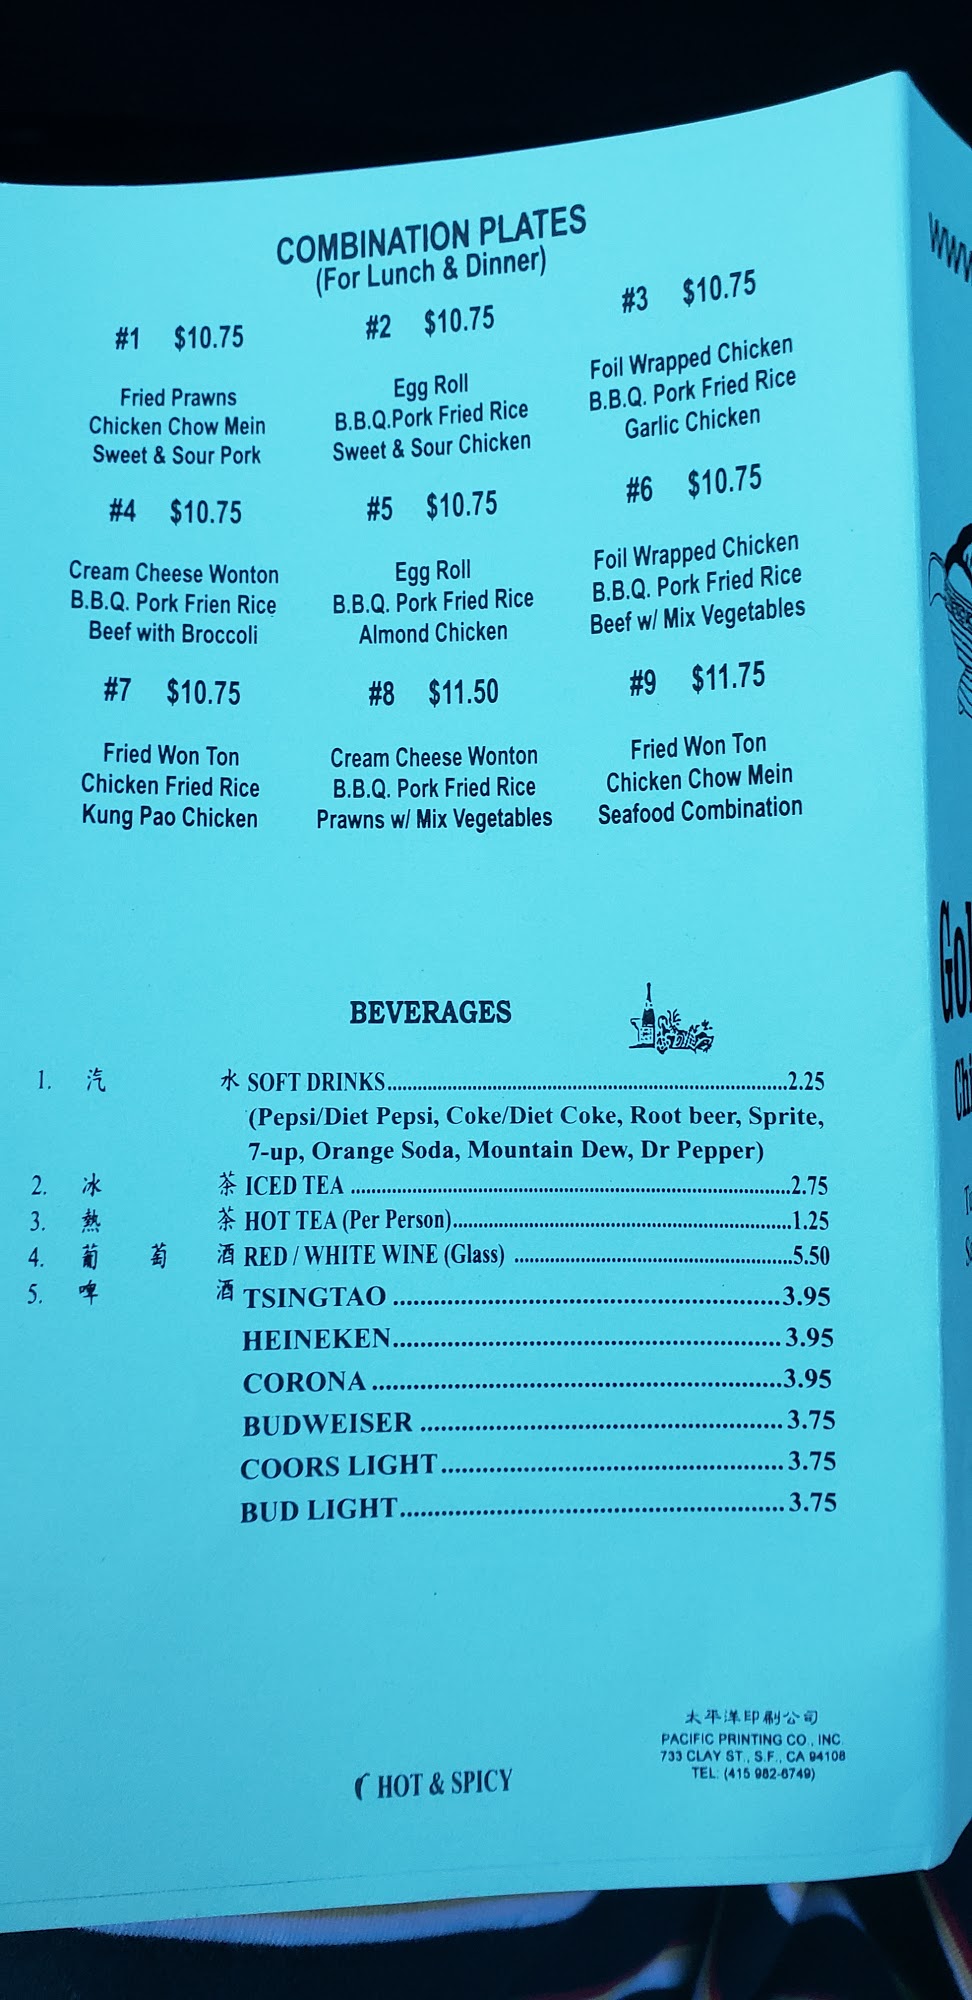 COMBINATION PLATES
(For Lunch & Dinner)
#1 $10.75
Fried Prawns
Chicken Chow Mein
Sweet & Sour Pork
#2 $10.75
Egg Roll
B.B.Q.Pork Fried Rice
Sweet & Sour Chicken
#3 $10.75
Foil Wrapped Chicken
B.B.Q. Pork Fried Rice
Garlic Chicken
#4 $10.75
Cream Cheese Wonton
B.B.Q. Pork Frien Rice
Beef with Broccoli
#5 $10.75
Egg Roll
B.B.Q. Pork Fried Rice
Almond Chicken
#6 $10.75
Foil Wrapped Chicken
B.B.Q. Pork Fried Rice
Beef w/ Mix Vegetables
#7 $10.75
Fried Won Ton
Chicken Fried Rice
Kung Pao Chicken
#8 $11.50
Cream Cheese Wonton
B.B.Q. Pork Fried Rice
Prawns w/ Mix Vegetables
#9 $11.75
Fried Won Ton
Chicken Chow Mein
Seafood Combination
BEVERAGES
1. 汽 水 SOFT DRINKS 2.25
(Pepsi/Diet Pepsi, Coke/Diet Coke, Root beer, Sprite,
7-up, Orange Soda, Mountain Dew, Dr Pepper)
2. 冰 茶 ICED TEA 2.75
3. 熱 茶 HOT TEA (Per Person) 1.25
4. 葡 萄 酒 RED / WHITE WINE (Glass) 5.50
5. 啤 酒 TSINGTAO 3.95
HEINEKEN 3.95
CORONA 3.95
BUDWEISER 3.75
COORS LIGHT 3.75
BUD LIGHT 3.75
HOT & SPICY
太平洋印刷公司
PACIFIC PRINTING CO., INC.
733 CLAY ST., S.F., CA 94108
TEL: (415 982-6749)